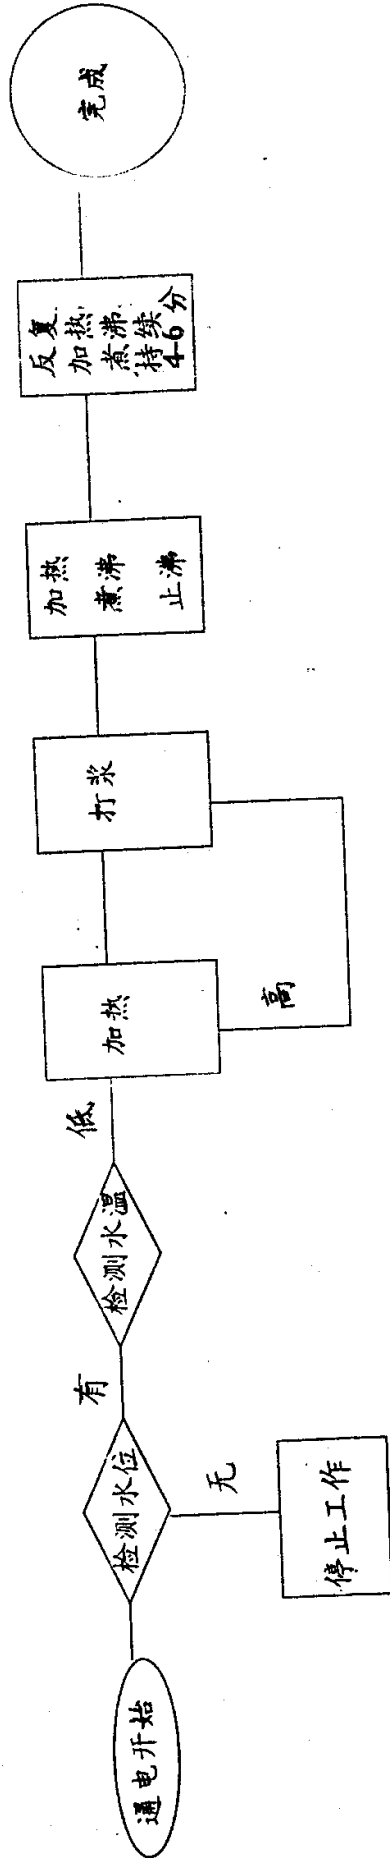 通电开始
检测水位
有
无
停止工作
检测水温
低
加热
高
打浆
加热
煮沸
止沸
反复
加热
煮沸
持续
4-6分
完成